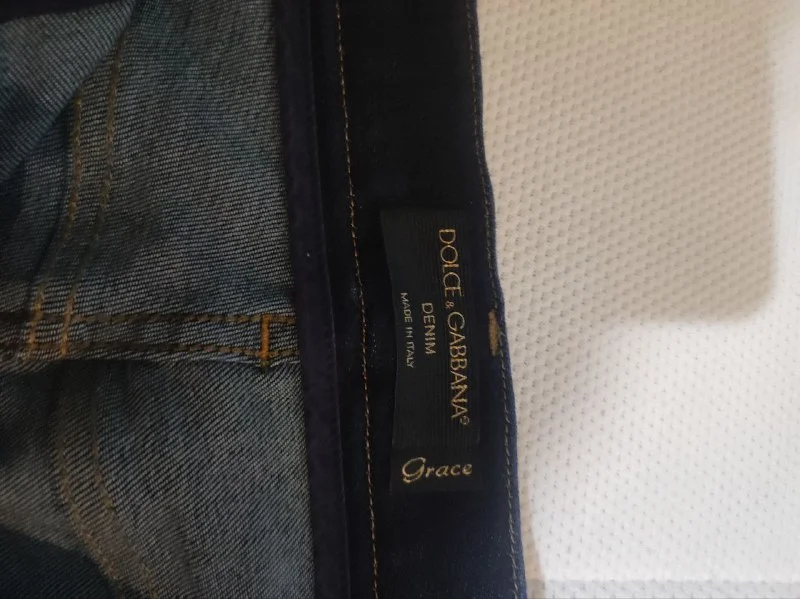 DOLCE & GABBANA®
DENIM
MADE IN ITALY
Grace